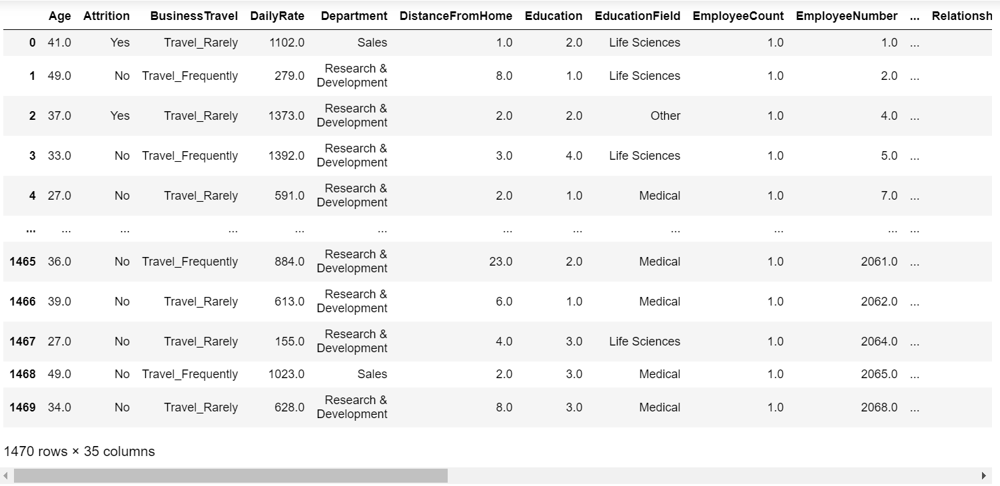 Age Attrition BusinessTravel DailyRate Department DistanceFromHome Education EducationField EmployeeCount EmployeeNumber ... Relationsh
0 41.0 Yes Travel_Rarely 1102.0 Sales 1.0 2.0 Life Sciences 1.0 1.0 ...
1 49.0 No Travel_Frequently 279.0 Research & Development 8.0 1.0 Life Sciences 1.0 2.0 ...
2 37.0 Yes Travel_Rarely 1373.0 Research & Development 2.0 2.0 Other 1.0 4.0 ...
3 33.0 No Travel_Frequently 1392.0 Research & Development 3.0 4.0 Life Sciences 1.0 5.0 ...
4 27.0 No Travel_Rarely 591.0 Research & Development 2.0 1.0 Medical 1.0 7.0 ...
... ... ... ... ... ... ... ... ... ... ... ...
1465 36.0 No Travel_Frequently 884.0 Research & Development 23.0 2.0 Medical 1.0 2061.0 ...
1466 39.0 No Travel_Rarely 613.0 Research & Development 6.0 1.0 Medical 1.0 2062.0 ...
1467 27.0 No Travel_Rarely 155.0 Research & Development 4.0 3.0 Life Sciences 1.0 2064.0 ...
1468 49.0 No Travel_Frequently 1023.0 Sales 2.0 3.0 Medical 1.0 2065.0 ...
1469 34.0 No Travel_Rarely 628.0 Research & Development 8.0 3.0 Medical 1.0 2068.0 ...
1470 rows × 35 columns